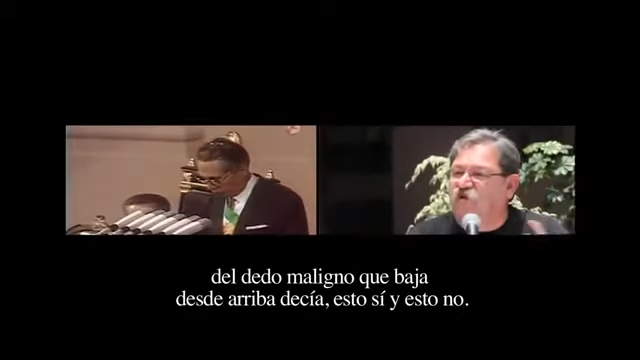 del dedo maligno que baja
desde arriba decía, esto sí y esto no.